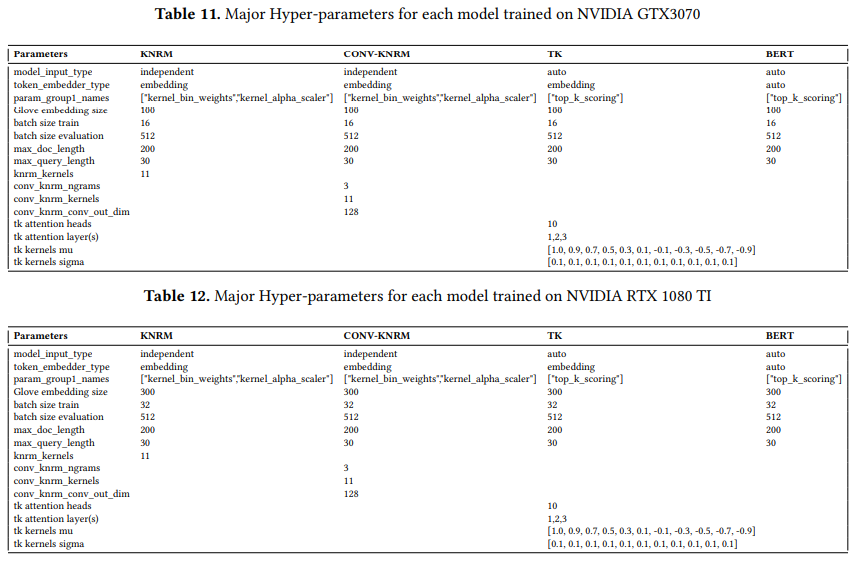 Table 11. Major Hyper-parameters for each model trained on NVIDIA GTX3070
Parameters KNRM CONV-KNRM TK BERT
model_input_type independent independent auto auto
token_embedder_type embedding embedding embedding auto
param_group1_names ["kernel_bin_weights","kernel_alpha_scaler"] ["kernel_bin_weights","kernel_alpha_scaler"] ["top_k_scoring"] ["top_k_scoring"]
Glove embedding size 100 100 100 100
batch size train 16 16 16 16
batch size evaluation 512 512 512 512
max_doc_length 200 200 200 200
max_query_length 30 30 30 30
knrm_kernels 11
conv_knrm_ngrams 3
conv_knrm_kernels 11
conv_knrm_conv_out_dim 128
tk attention heads 10
tk attention layer(s) 1,2,3
tk kernels mu [1.0, 0.9, 0.7, 0.5, 0.3, 0.1, -0.1, -0.3, -0.5, -0.7, -0.9]
tk kernels sigma [0.1, 0.1, 0.1, 0.1, 0.1, 0.1, 0.1, 0.1, 0.1, 0.1, 0.1]
Table 12. Major Hyper-parameters for each model trained on NVIDIA RTX 1080 TI
Parameters KNRM CONV-KNRM TK BERT
model_input_type independent independent auto auto
token_embedder_type embedding embedding embedding auto
param_group1_names ["kernel_bin_weights","kernel_alpha_scaler"] ["kernel_bin_weights","kernel_alpha_scaler"] ["top_k_scoring"] ["top_k_scoring"]
Glove embedding size 300 300 300 300
batch size train 32 32 32 32
batch size evaluation 512 512 512 512
max_doc_length 200 200 200 200
max_query_length 30 30 30 30
knrm_kernels 11
conv_knrm_ngrams 3
conv_knrm_kernels 11
conv_knrm_conv_out_dim 128
tk attention heads 10
tk attention layer(s) 1,2,3
tk kernels mu [1.0, 0.9, 0.7, 0.5, 0.3, 0.1, -0.1, -0.3, -0.5, -0.7, -0.9]
tk kernels sigma [0.1, 0.1, 0.1, 0.1, 0.1, 0.1, 0.1, 0.1, 0.1, 0.1, 0.1]